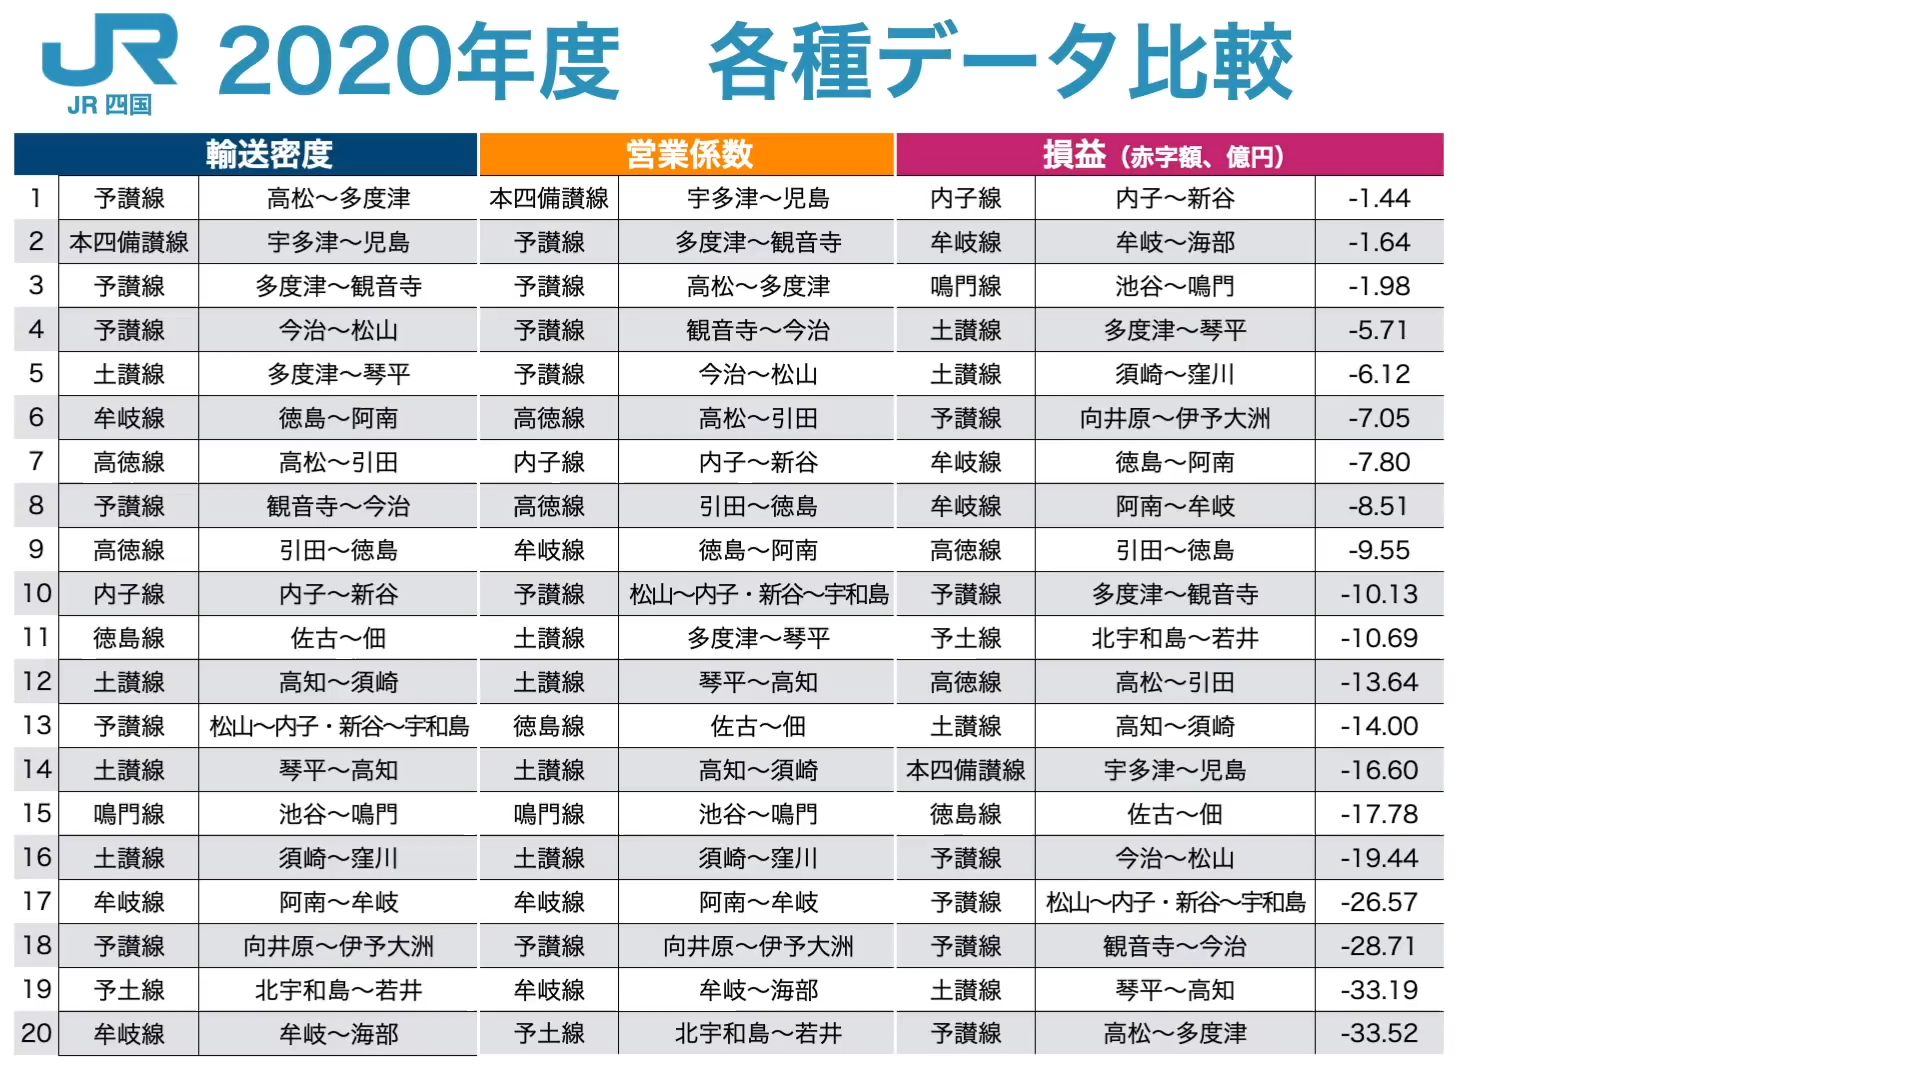 JR 四国
2020年度　各種データ比較
輸送密度 営業係数 損益（赤字額、億円）
1 予讃線 高松～多度津 本四備讃線 宇多津～児島 内子線 内子～新谷 -1.44
2 本四備讃線 宇多津～児島 予讃線 多度津～観音寺 牟岐線 牟岐～海部 -1.64
3 予讃線 多度津～観音寺 予讃線 高松～多度津 鳴門線 池谷～鳴門 -1.98
4 予讃線 今治～松山 予讃線 観音寺～今治 土讃線 多度津～琴平 -5.71
5 土讃線 多度津～琴平 予讃線 今治～松山 土讃線 須崎～窪川 -6.12
6 牟岐線 徳島～阿南 高徳線 高松～引田 予讃線 向井原～伊予大洲 -7.05
7 高徳線 高松～引田 内子線 内子～新谷 牟岐線 徳島～阿南 -7.80
8 予讃線 観音寺～今治 高徳線 引田～徳島 牟岐線 阿南～牟岐 -8.51
9 高徳線 引田～徳島 牟岐線 徳島～阿南 高徳線 引田～徳島 -9.55
10 内子線 内子～新谷 予讃線 松山～内子・新谷～宇和島 予讃線 多度津～観音寺 -10.13
11 徳島線 佐古～佃 土讃線 多度津～琴平 予土線 北宇和島～若井 -10.69
12 土讃線 高知～須崎 土讃線 琴平～高知 高徳線 高松～引田 -13.64
13 予讃線 松山～内子・新谷～宇和島 徳島線 佐古～佃 土讃線 高知～須崎 -14.00
14 土讃線 琴平～高知 土讃線 高知～須崎 本四備讃線 宇多津～児島 -16.60
15 鳴門線 池谷～鳴門 鳴門線 池谷～鳴門 徳島線 佐古～佃 -17.78
16 土讃線 須崎～窪川 土讃線 須崎～窪川 予讃線 今治～松山 -19.44
17 牟岐線 阿南～牟岐 牟岐線 阿南～牟岐 予讃線 松山～内子・新谷～宇和島 -26.57
18 予讃線 向井原～伊予大洲 予讃線 向井原～伊予大洲 予讃線 観音寺～今治 -28.71
19 予土線 北宇和島～若井 牟岐線 牟岐～海部 土讃線 琴平～高知 -33.19
20 牟岐線 牟岐～海部 予土線 北宇和島～若井 予讃線 高松～多度津 -33.52